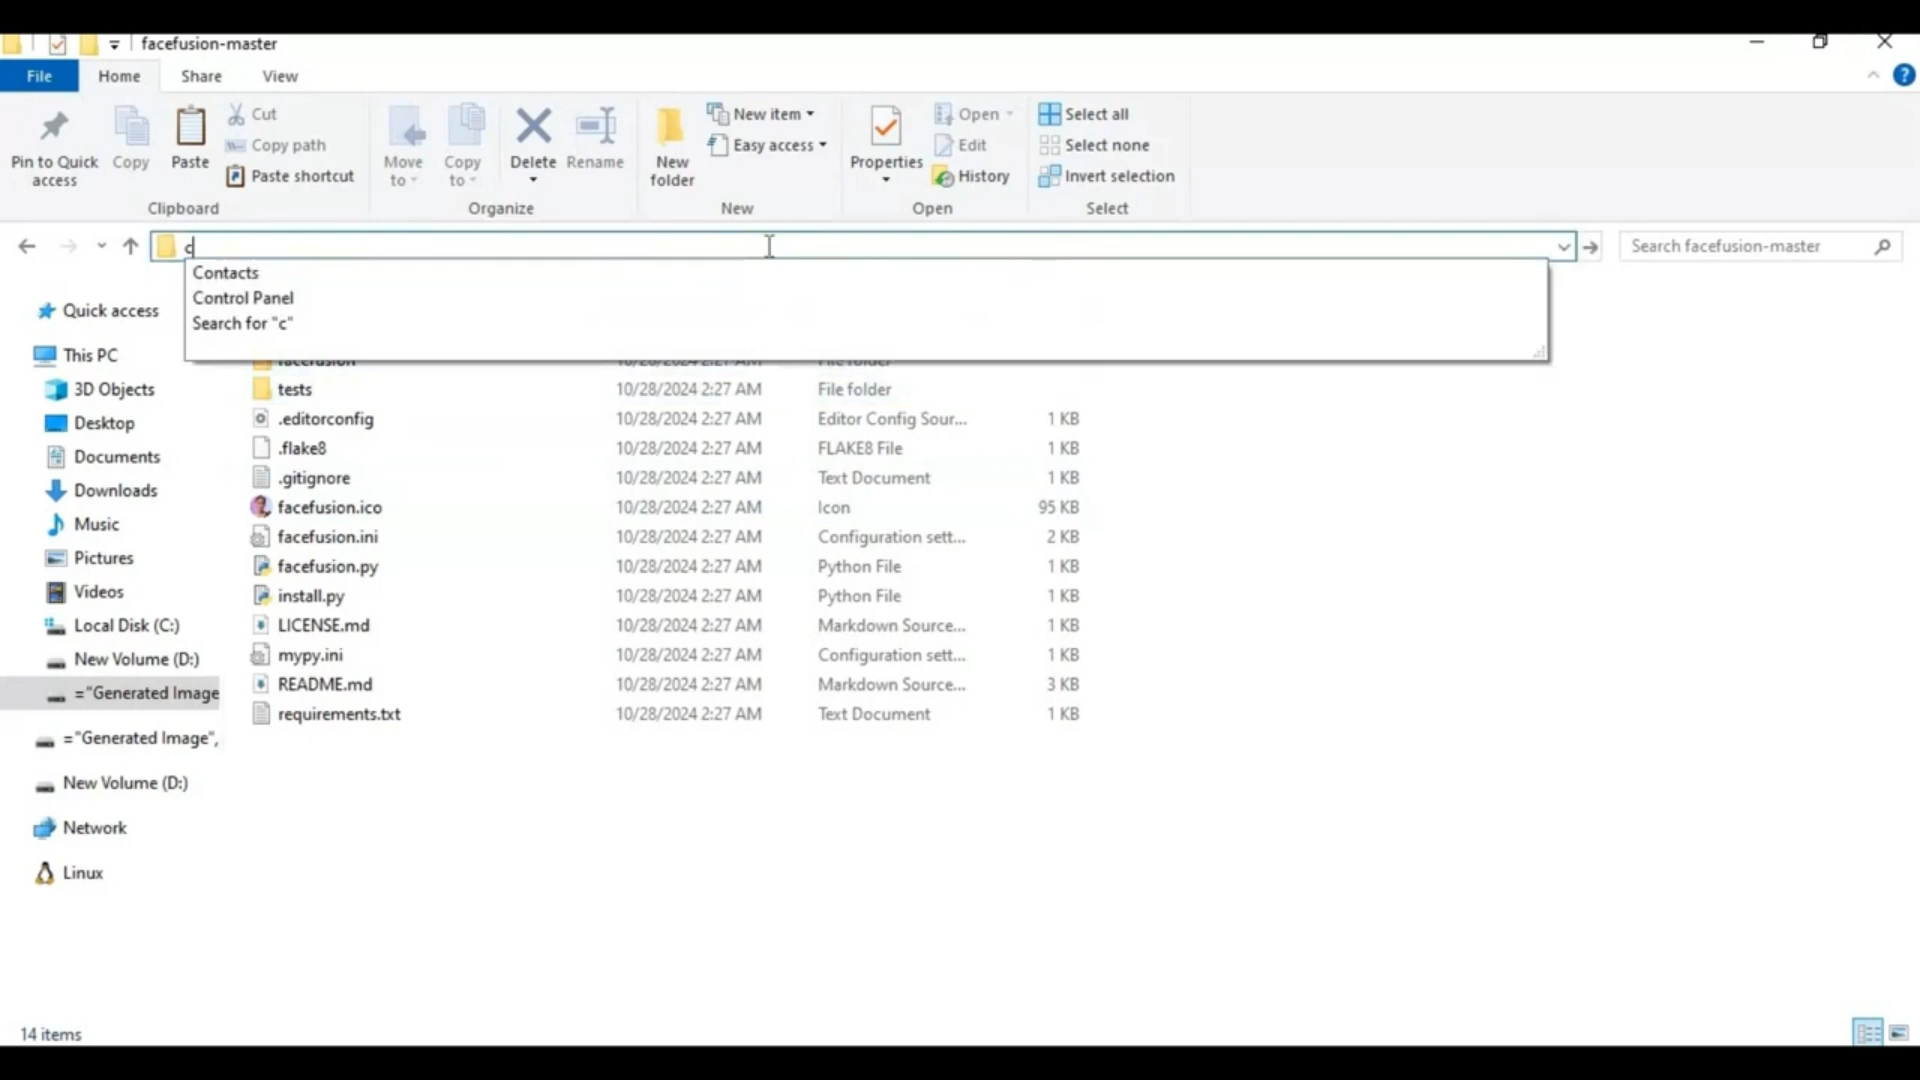 facefusion-master
File Home Share View
Pin to Quick access
Copy
Paste
Cut
Copy path
Paste shortcut
Clipboard
Move to
Copy to
Delete
Rename
Organize
New folder
New item
Easy access
New
Properties
Open
Edit
History
Open
Select all
Select none
Invert selection
Select
c
Search facefusion-master
Contacts
Control Panel
Search for "c"
Quick access
This PC
3D Objects
Desktop
Documents
Downloads
Music
Pictures
Videos
Local Disk (C:)
New Volume (D:)
="Generated Image
="Generated Image",
New Volume (D:)
Network
Linux
facefusion 10/28/2024 2:27 AM File folder
tests 10/28/2024 2:27 AM File folder
.editorconfig 10/28/2024 2:27 AM Editor Config Sour... 1 KB
.flake8 10/28/2024 2:27 AM FLAKE8 File 1 KB
.gitignore 10/28/2024 2:27 AM Text Document 1 KB
facefusion.ico 10/28/2024 2:27 AM Icon 95 KB
facefusion.ini 10/28/2024 2:27 AM Configuration sett... 2 KB
facefusion.py 10/28/2024 2:27 AM Python File 1 KB
install.py 10/28/2024 2:27 AM Python File 1 KB
LICENSE.md 10/28/2024 2:27 AM Markdown Source... 1 KB
mypy.ini 10/28/2024 2:27 AM Configuration sett... 1 KB
README.md 10/28/2024 2:27 AM Markdown Source... 3 KB
requirements.txt 10/28/2024 2:27 AM Text Document 1 KB
14 items